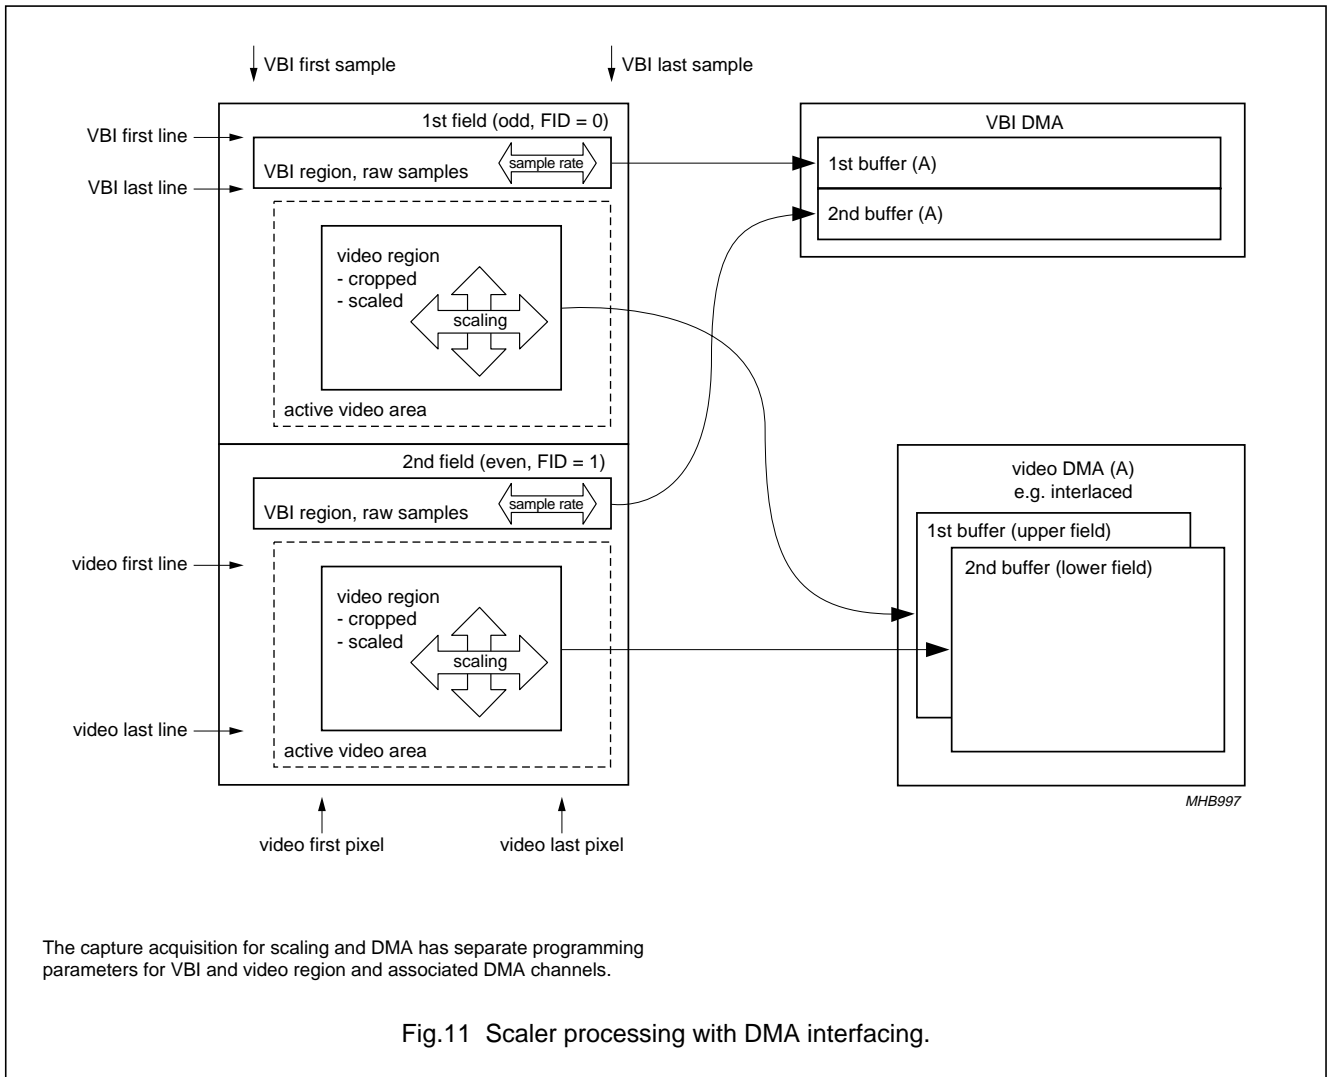 VBI first sample
VBI last sample
1st field (odd, FID = 0)
VBI DMA
VBI first line
VBI region, raw samples
sample rate
1st buffer (A)
VBI last line
2nd buffer (A)
video region
- cropped
- scaled
scaling
active video area
2nd field (even, FID = 1)
video DMA (A)
e.g. interlaced
VBI region, raw samples
sample rate
1st buffer (upper field)
video first line
2nd buffer (lower field)
video region
- cropped
- scaled
scaling
video last line
active video area
MHB997
video first pixel
video last pixel
The capture acquisition for scaling and DMA has separate programming
parameters for VBI and video region and associated DMA channels.
Fig.11 Scaler processing with DMA interfacing.